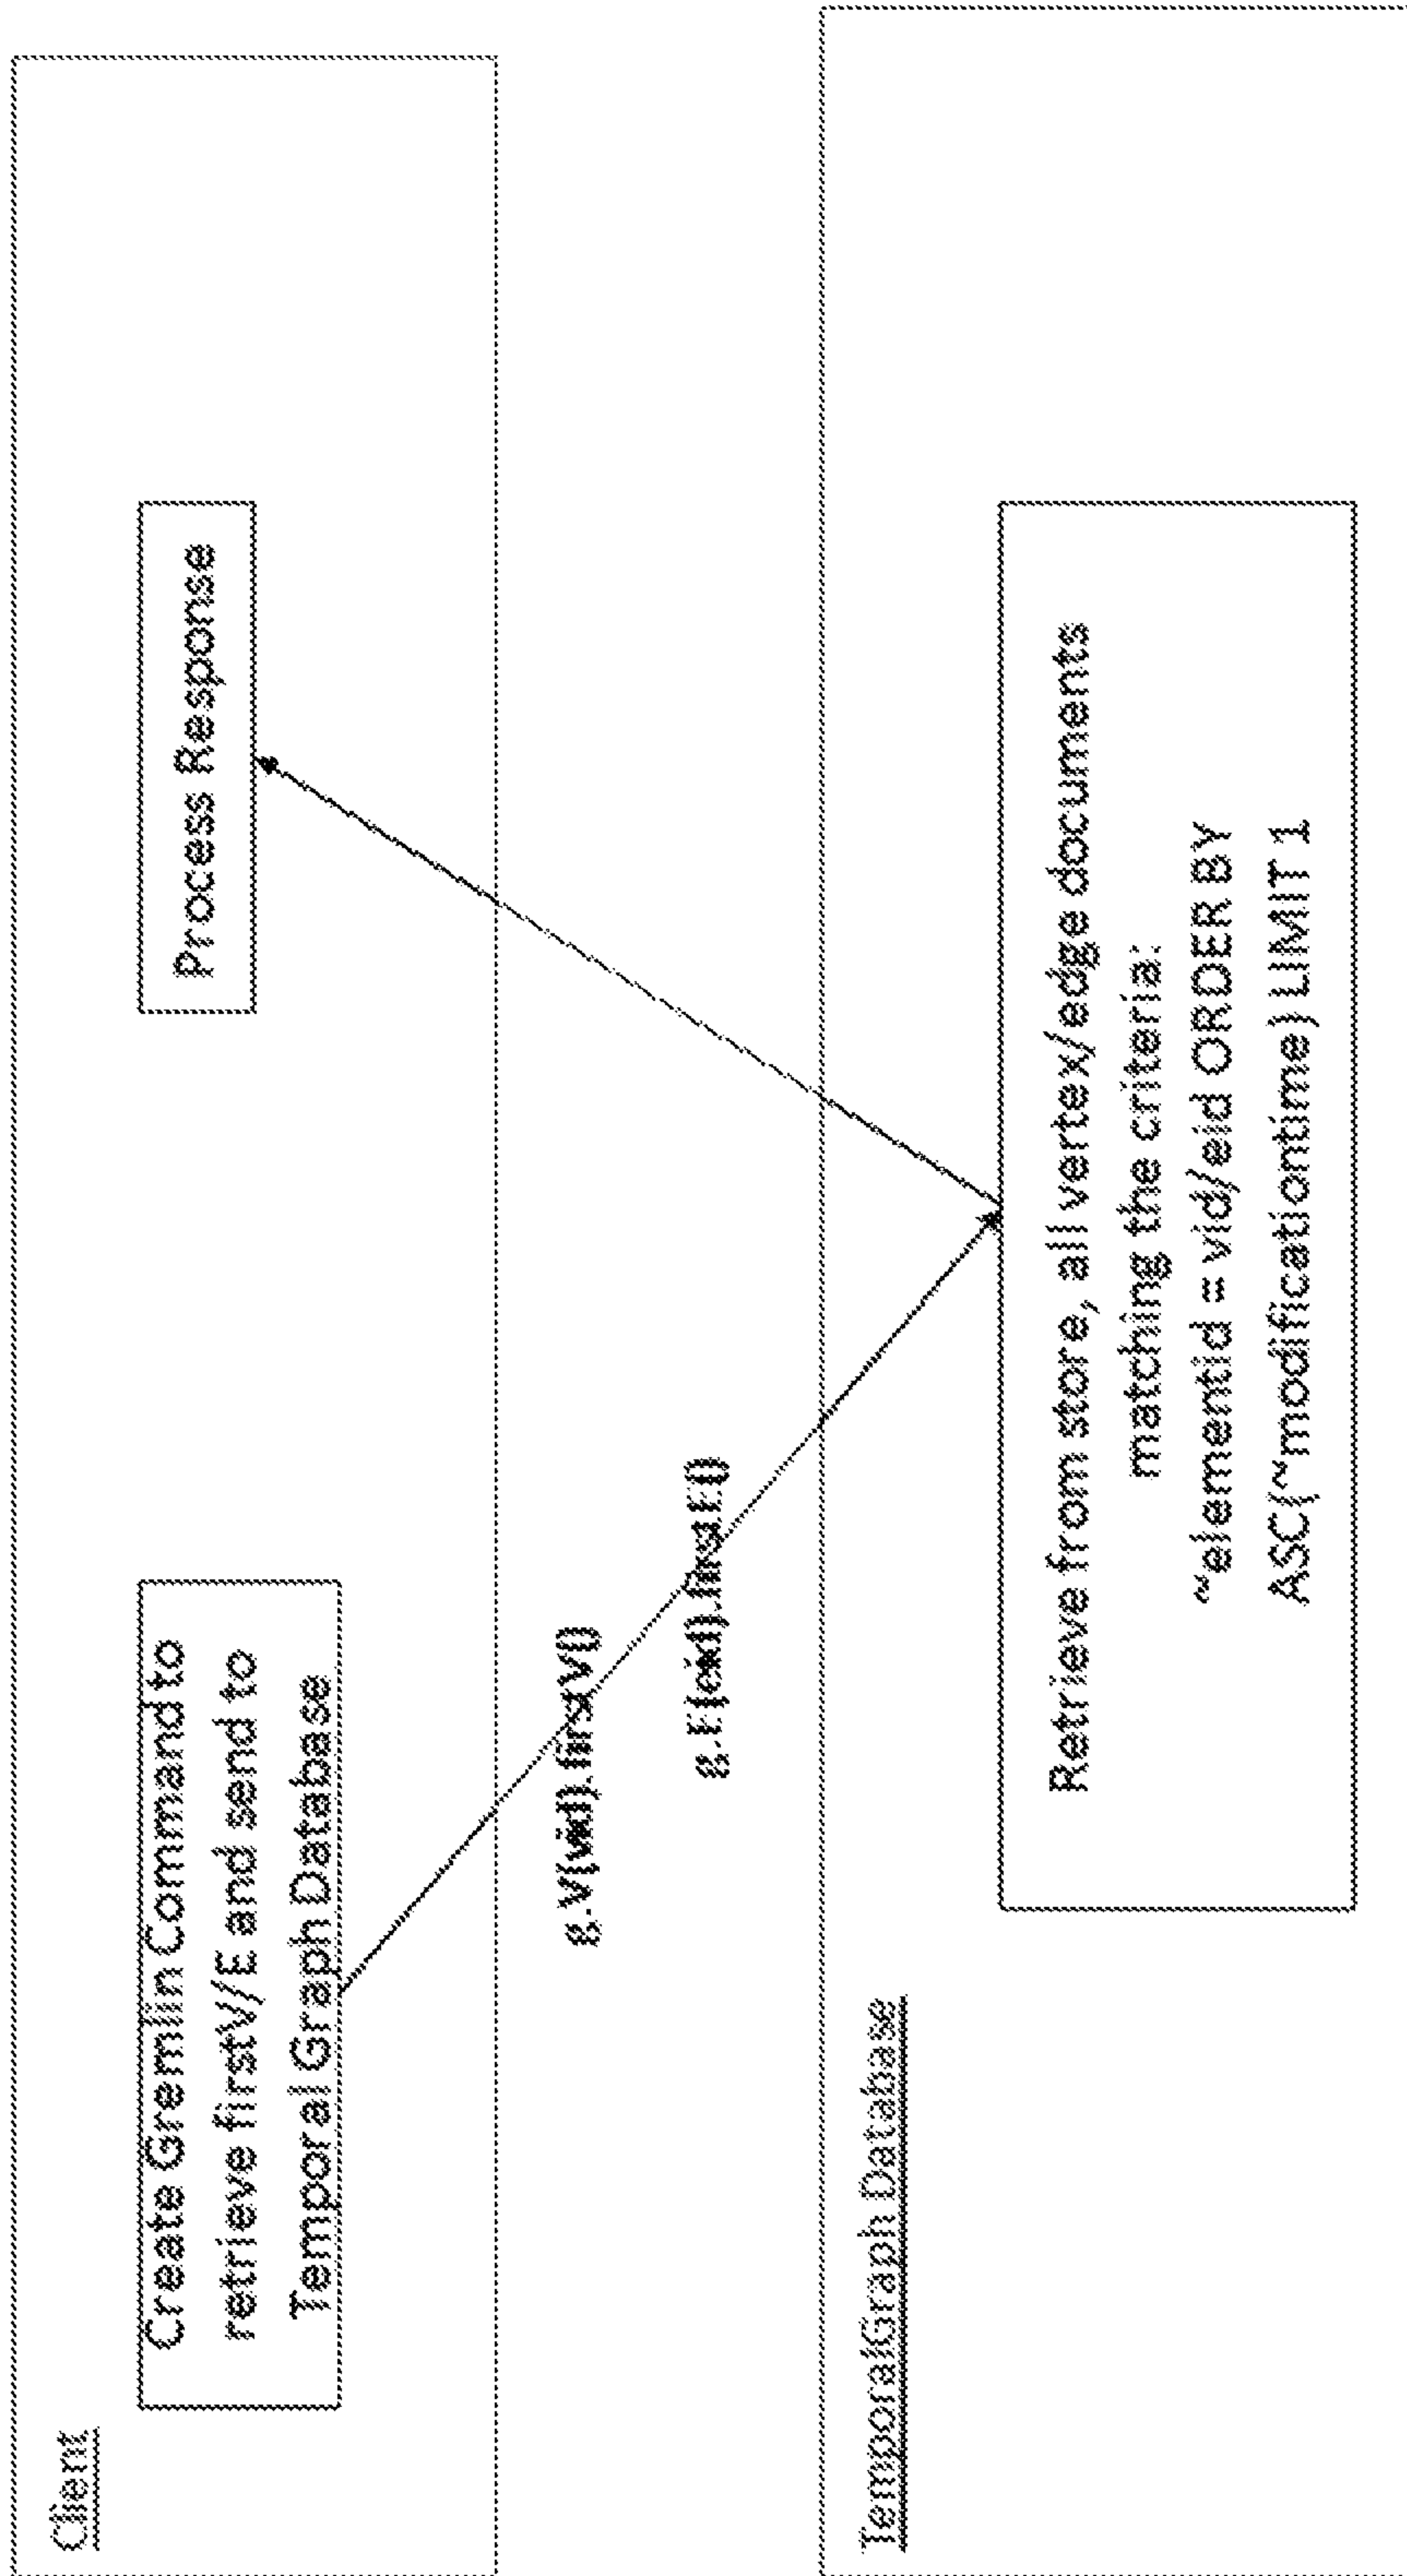 Client
Create Gremlin Command to
retrieve firstV/E and send to
Temporal Graph Database
Process Response
g.V(vid).firstV()
g.E(eid).firstE()
TemporalGraph Database
Retrieve from store, all vertex/edge documents
matching the criteria:
~elementid = vid/eid ORDER BY
ASC(~modificationtime) LIMIT 1